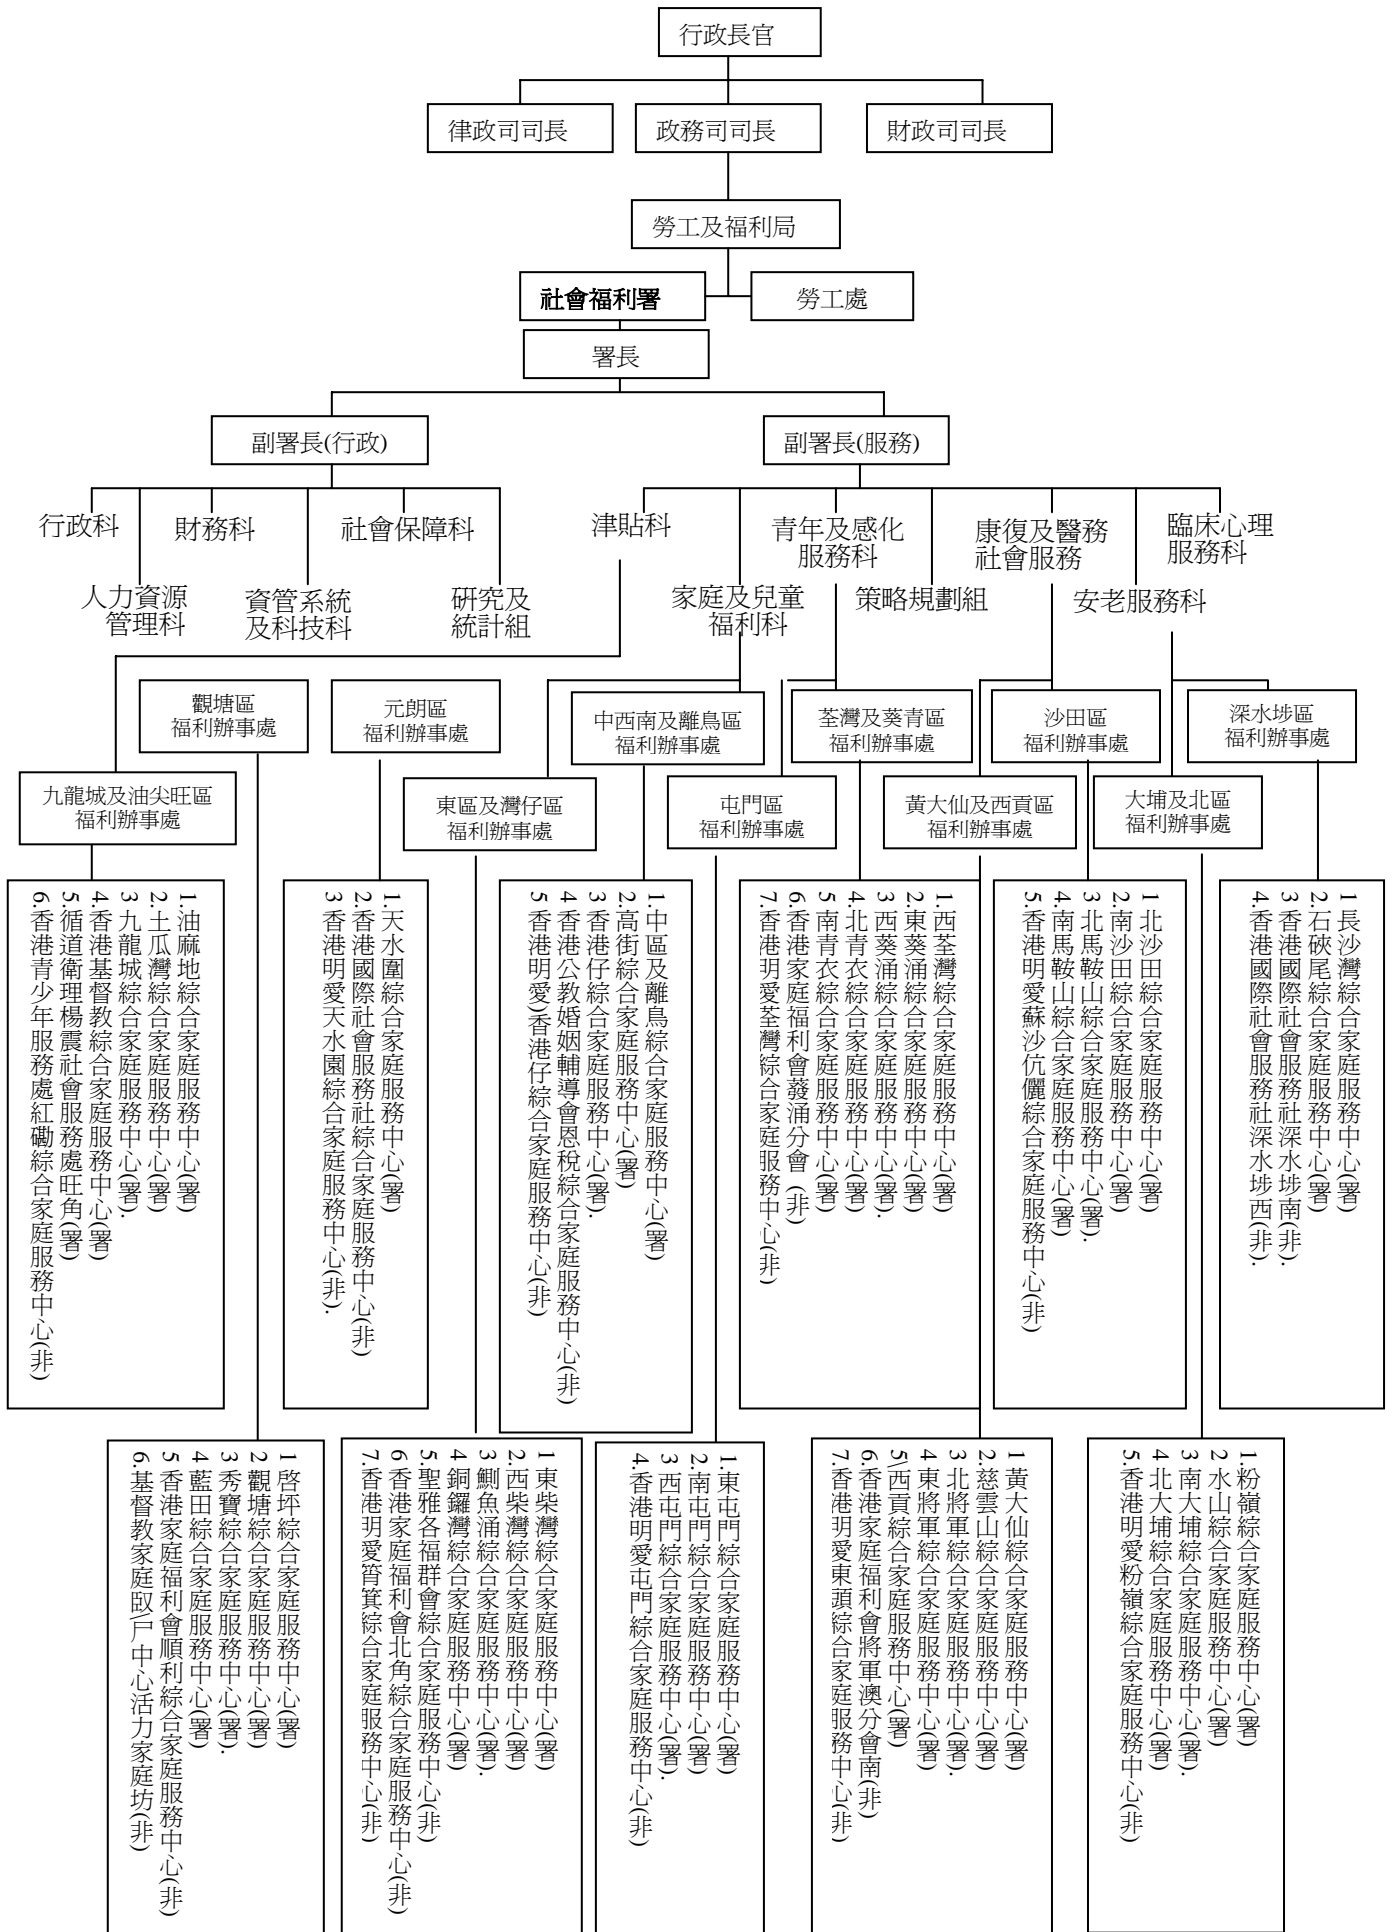 行政長官
律政司司長
政務司司長
財政司司長
勞工及福利局
社會福利署
勞工處
署長
副署長(行政)
副署長(服務)
行政科
財務科
社會保障科
津貼科
青年及感化
服務科
康復及醫務
社會服務
臨床心理
服務科
人力資源
管理科
資管系統
及科技科
研究及
統計組
家庭及兒童
福利科
策略規劃組
安老服務科
觀塘區
福利辦事處
元朗區
福利辦事處
中西南及離島區
福利辦事處
荃灣及葵青區
福利辦事處
沙田區
福利辦事處
深水埗區
福利辦事處
九龍城及油尖旺區
福利辦事處
東區及灣仔區
福利辦事處
屯門區
福利辦事處
黃大仙及西貢區
福利辦事處
大埔及北區
福利辦事處
1.油麻地綜合家庭服務中心(署)
2.土瓜灣綜合家庭服務中心(署)
3 九龍城綜合家庭服務中心(署).
4.香港基督教綜合家庭服務中心(署)
5.循道衛理楊震社會服務處旺角(署)
6.香港青少年服務處紅磡綜合家庭服務中心(非)
1.天水圍綜合家庭服務中心(署)
2.香港國際社會服務社綜合家庭服務中心(非)
3 香港明愛天水園綜合家庭服務中心(非).
1.中區及離島綜合家庭服務中心(署)
2.高街綜合家庭服務中心(署)
3 香港仔綜合家庭服務中心(署).
4 香港公教婚姻輔導會恩稅綜合家庭服務中心(非)
5 香港明愛)香港仔綜合家庭服務中心(非)
1.西荃灣綜合家庭服務中心(署)
2.東葵涌綜合家庭服務中心(署)
3 西葵涌綜合家庭服務中心(署).
4 北青衣綜合家庭服務中心(署)
5 南青衣綜合家庭服務中心(署)
6.香港家庭福利會葵涌分會 (非)
7.香港明愛荃灣綜合家庭服務中心(非)
1 北沙田綜合家庭服務中心(署)
2.南沙田綜合家庭服務中心(署)
3 北馬鞍山綜合家庭服務中心(署).
4 南馬鞍山綜合家庭服務中心(署)
5.香港明愛蘇沙伉儷綜合家庭服務中心(非)
1 長沙灣綜合家庭服務中心(署)
2 石硤尾綜合家庭服務中心(署)
3 香港國際社會服務社深水埗南(非).
4.香港國際社會服務社深水埗西(非).
1 啓坪綜合家庭服務中心(署)
2 觀塘綜合家庭服務中心(署)
3 秀寶綜合家庭服務中心(署).
4 藍田綜合家庭服務中心(署)
5 香港家庭福利會順利綜合家庭服務中心(非)
6.基督教家庭\戶中心活力家庭坊(非)
1 東柴灣綜合家庭服務中心(署)
2.西柴灣綜合家庭服務中心(署)
3 鰂魚涌綜合家庭服務中心(署).
4 銅鑼灣綜合家庭服務中心(署)
5.聖雅各福群會綜合家庭服務中心(非)
6 香港家庭福利會北角綜合家庭服務中心(非)
7.香港明愛筲箕綜合家庭服務中心(非)
1.東屯門綜合家庭服務中心(署)
2.南屯門綜合家庭服務中心(署)
3 西屯門綜合家庭服務中心(署).
4.香港明愛屯門綜合家庭服務中心(非)
1 黃大仙綜合家庭服務中心(署)
2.慈雲山綜合家庭服務中心(署)
3 北將軍綜合家庭服務中心(署).
4 東將軍綜合家庭服務中心(署)
5\西貢綜合家庭服務中心(署)
6 香港家庭福利會將軍澳分會南(非)
7.香港明愛東頭綜合家庭服務中心(非)
1.粉嶺綜合家庭服務中心(署)
2 水山綜合家庭服務中心(署)
3 南大埔綜合家庭服務中心(署).
4 北大埔綜合家庭服務中心(署)
5.香港明愛粉嶺綜合家庭服務中心(非)